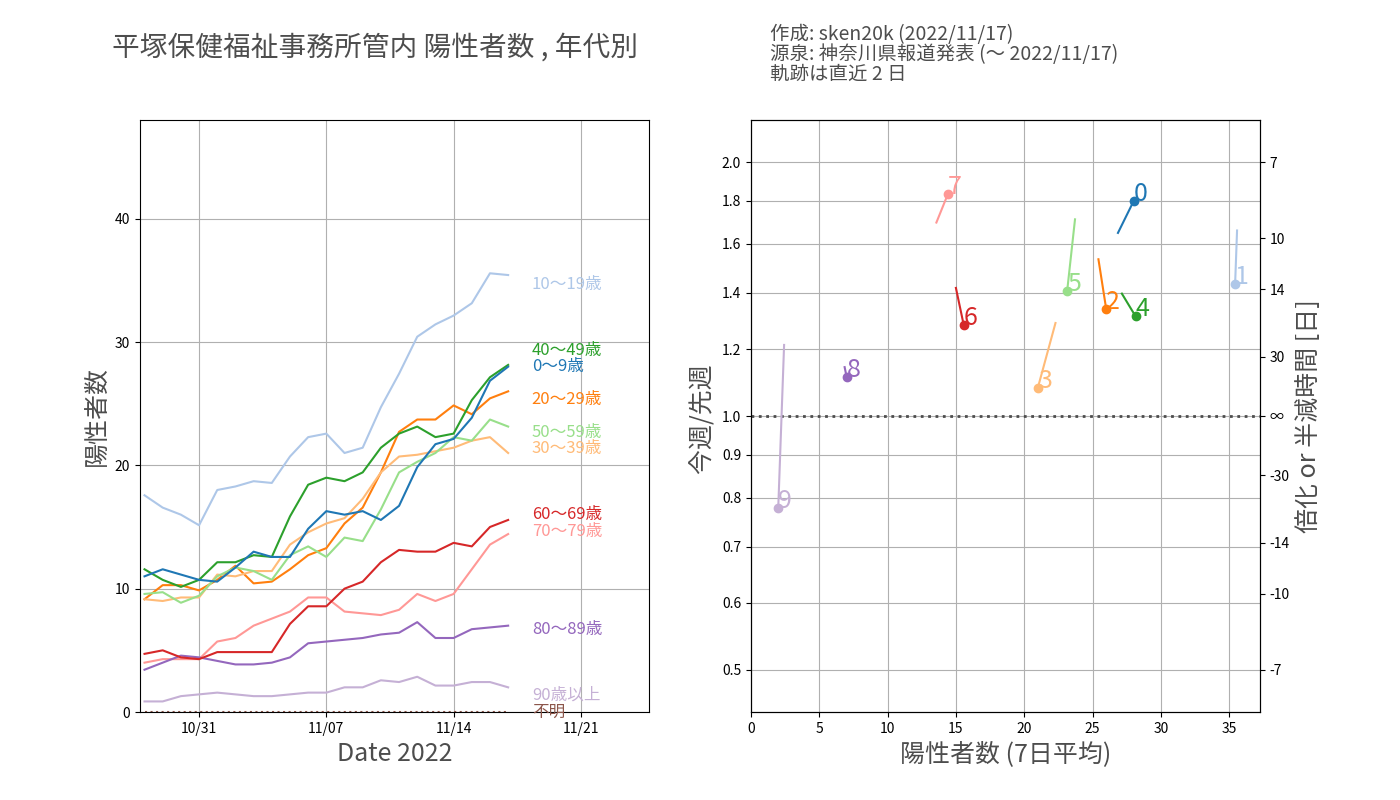 平塚保健福祉事務所管内 陽性者数 , 年代別
作成: sken20k (2022/11/17)
源泉: 神奈川県報道発表 (～ 2022/11/17)
軌跡は直近 2 日
陽性者数
40
30
20
10
0
10～19歳
40～49歳
0～9歳
20～29歳
50～59歳
30～39歳
60～69歳
70～79歳
80～89歳
90歳以上
不明
10/31
11/07
11/14
11/21
Date 2022
今週/先週
2.0
1.8
1.6
1.4
1.2
1.0
0.9
0.8
0.7
0.6
0.5
7
0
1
5
2
4
6
8
3
9
7
10
14
30
∞
-30
-14
-10
-7
倍化 or 半減時間 [日]
0
5
10
15
20
25
30
35
陽性者数 (7日平均)